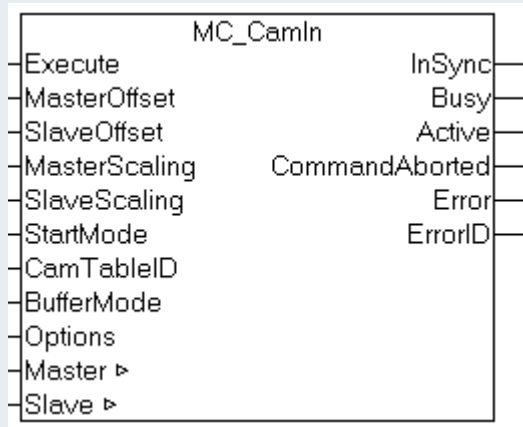 MC_CamIn
Execute InSync
MasterOffset Busy
SlaveOffset Active
MasterScaling CommandAborted
SlaveScaling Error
StartMode ErrorID
CamTableID
BufferMode
Options
Master ▹
Slave ▹